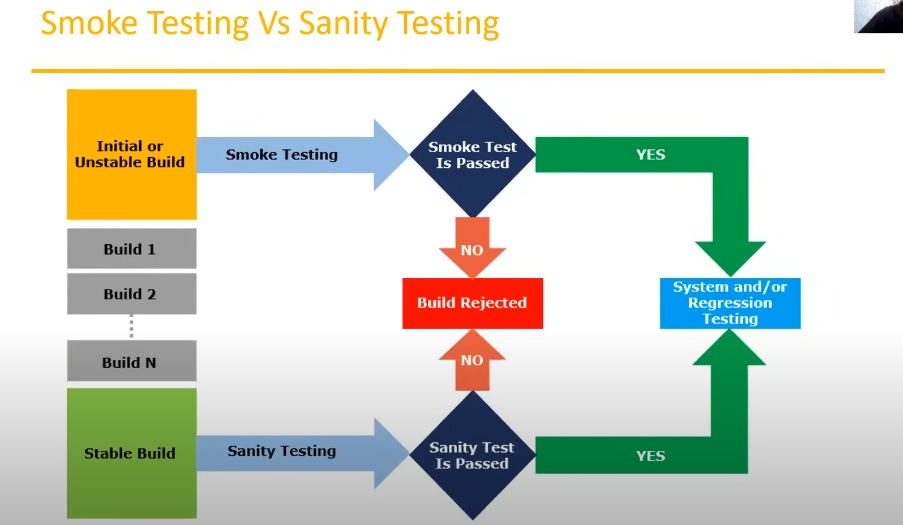 Smoke Testing Vs Sanity Testing
Initial or
Unstable Build
Smoke Testing
Smoke Test
Is Passed
YES
NO
Build 1
Build 2
Build N
Build Rejected
System and/or
Regression
Testing
NO
Stable Build
Sanity Testing
Sanity Test
Is Passed
YES